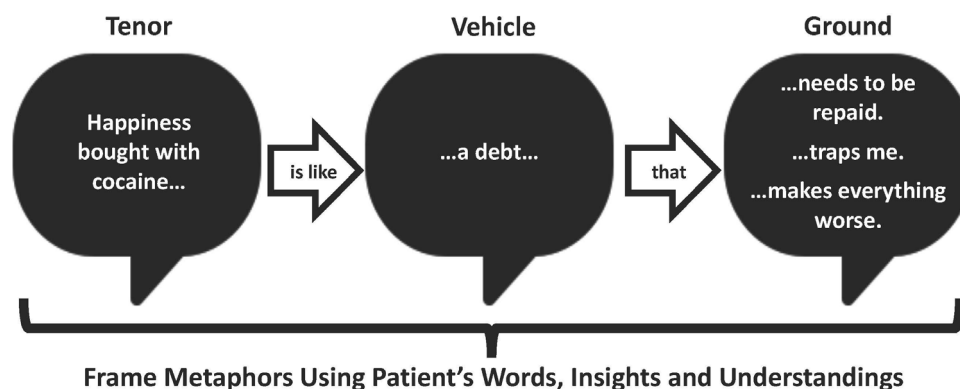 Tenor
Vehicle
Ground
Happiness
bought with
cocaine...
is like
...a debt...
that
...needs to be
repaid.
...traps me.
...makes everything
worse.
Frame Metaphors Using Patient's Words, Insights and Understandings